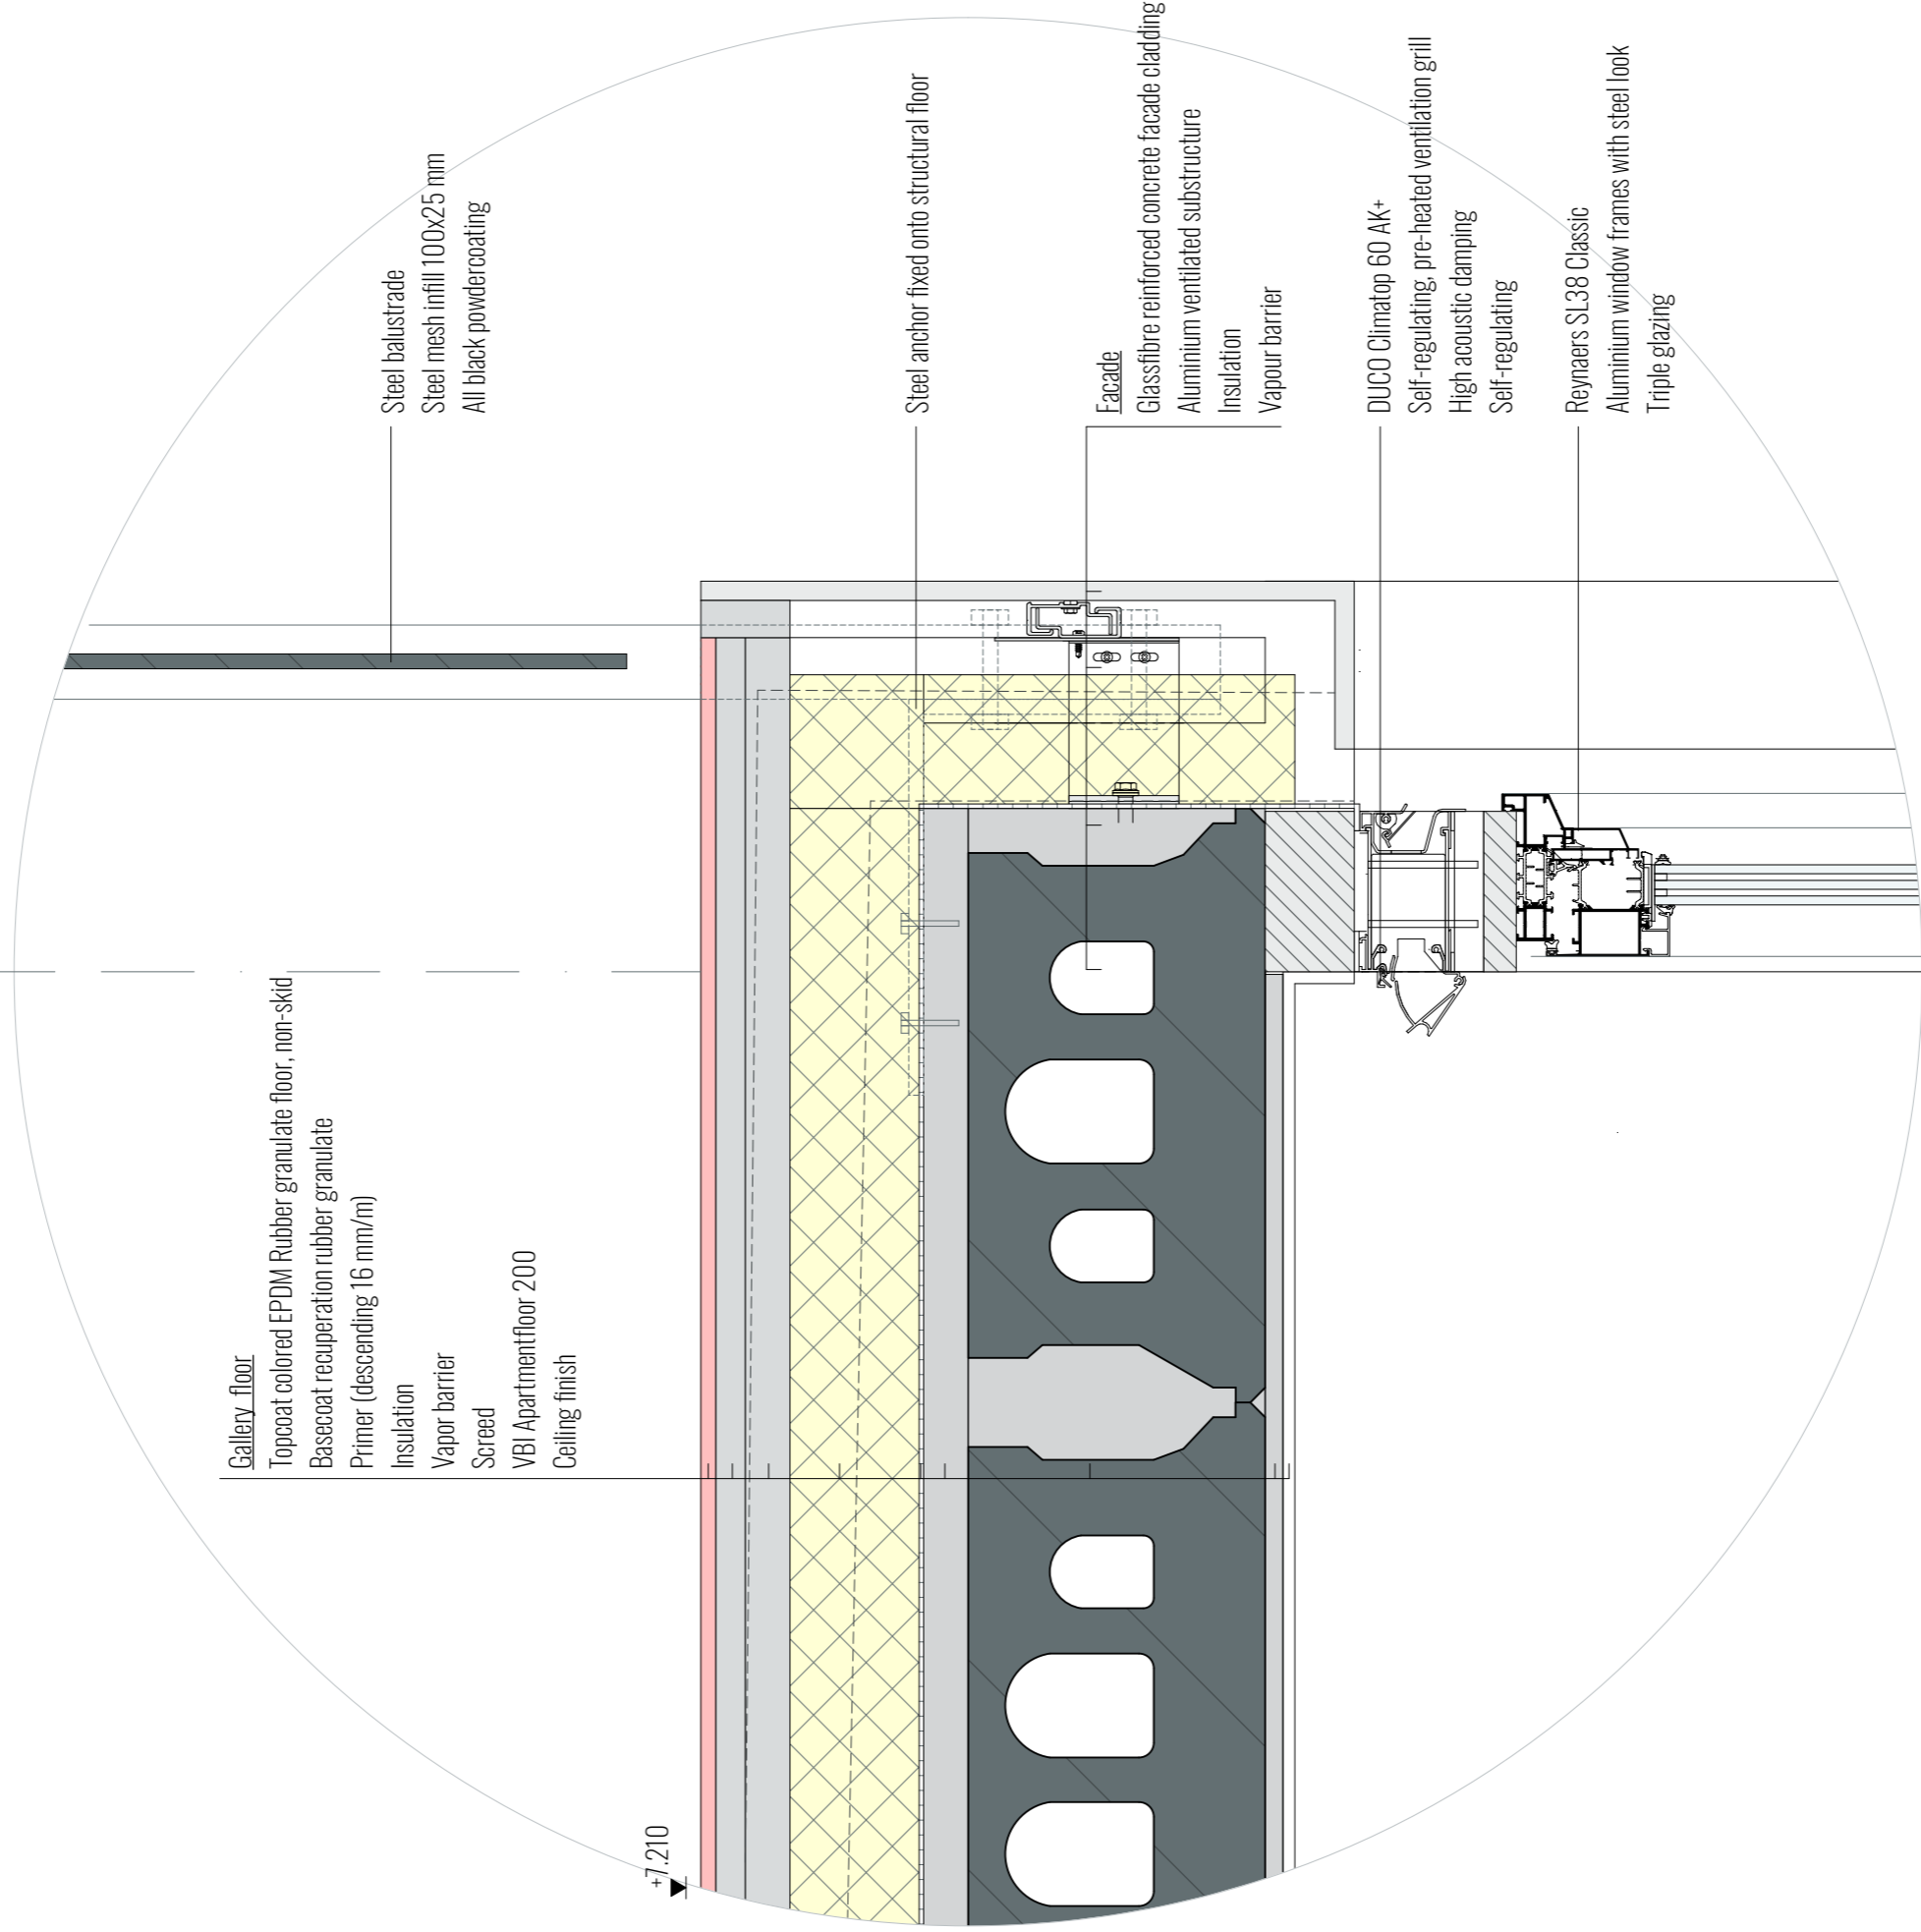 Steel balustrade
Steel mesh infill 100x25 mm
All black powdercoating
Steel anchor fixed onto structural floor
Facade
Glassfibre reinforced concrete facade cladding
Aluminium ventilated substructure
Insulation
Vapour barrier
DUCO Climatop 60 AK+
Self-regulating, pre-heated ventilation grill
High acoustic damping
Self-regulating
Reynaers SL38 Classic
Aluminium window frames with steel look
Triple glazing
Gallery floor
Topcoat colored EPDM Rubber granulate floor, non-skid
Basecoat recuperation rubber granulate
Primer (descending 16 mm/m)
Insulation
Vapor barrier
Screed
VBI Apartmentfloor 200
Ceiling finish
+7.210